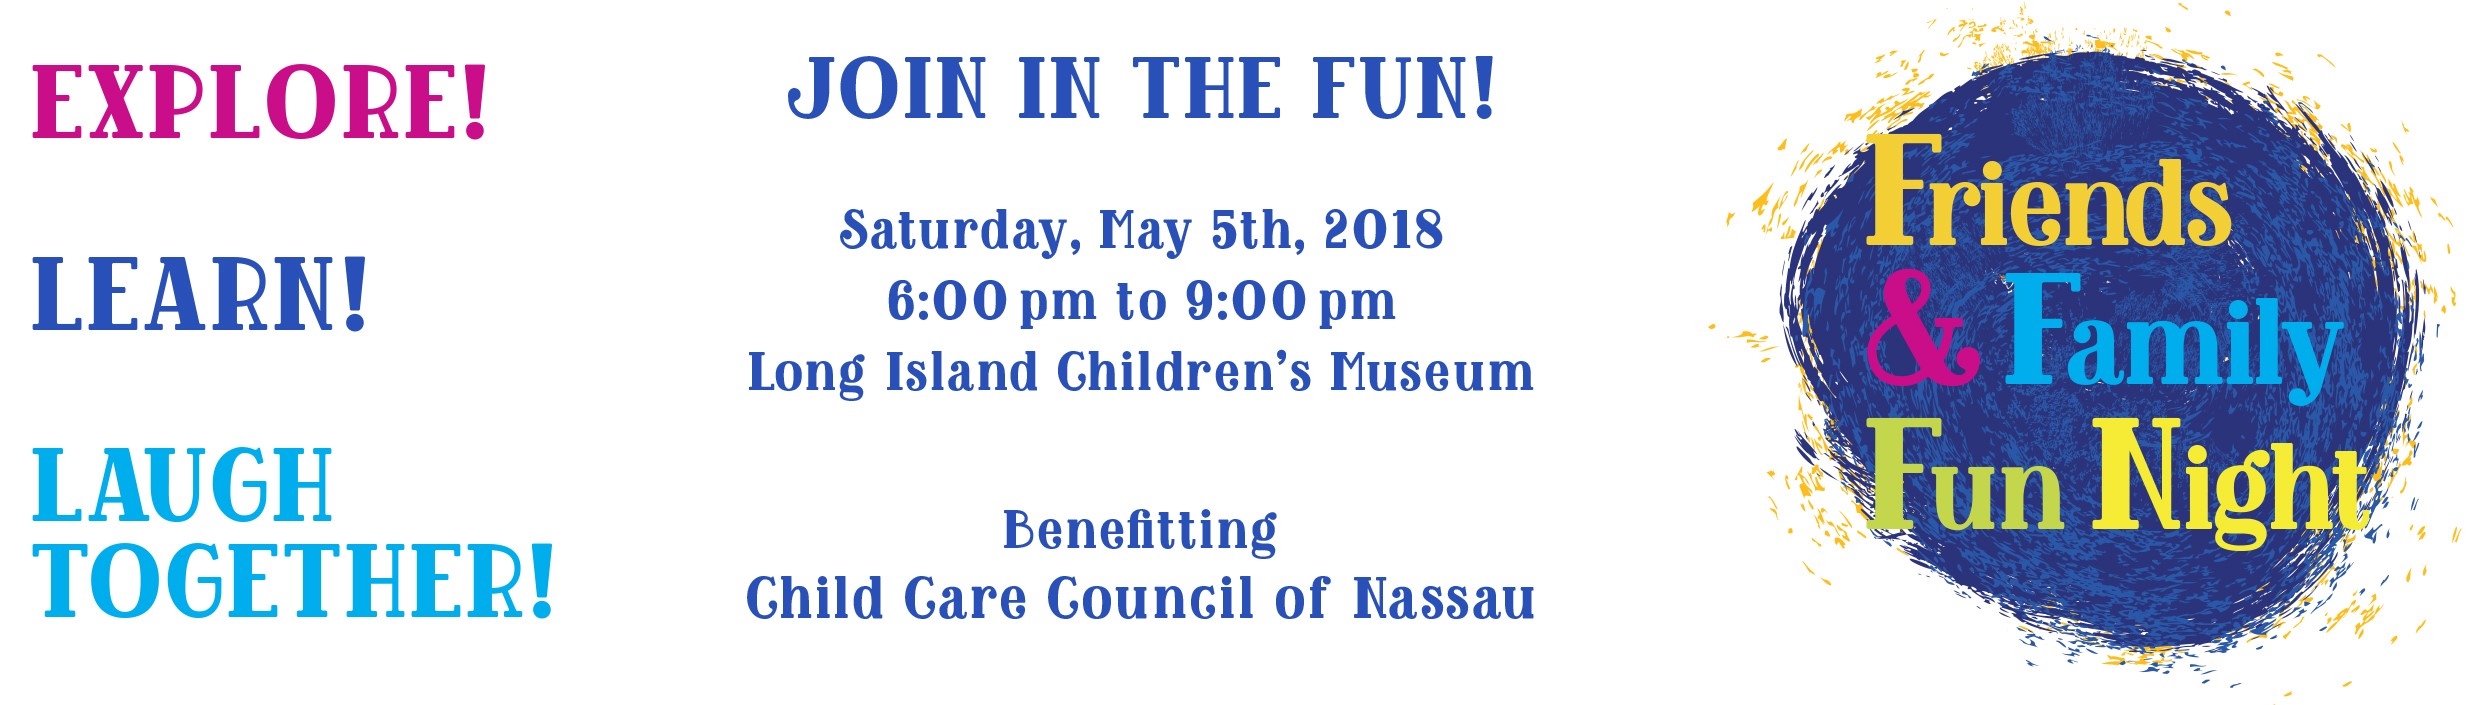 EXPLORE!
LEARN!
LAUGH
TOGETHER!
JOIN IN THE FUN!
Saturday, May 5th, 2018
6:00 pm to 9:00 pm
Long Island Children’s Museum
Benefitting
Child Care Council of Nassau
Friends
& Family
Fun Night